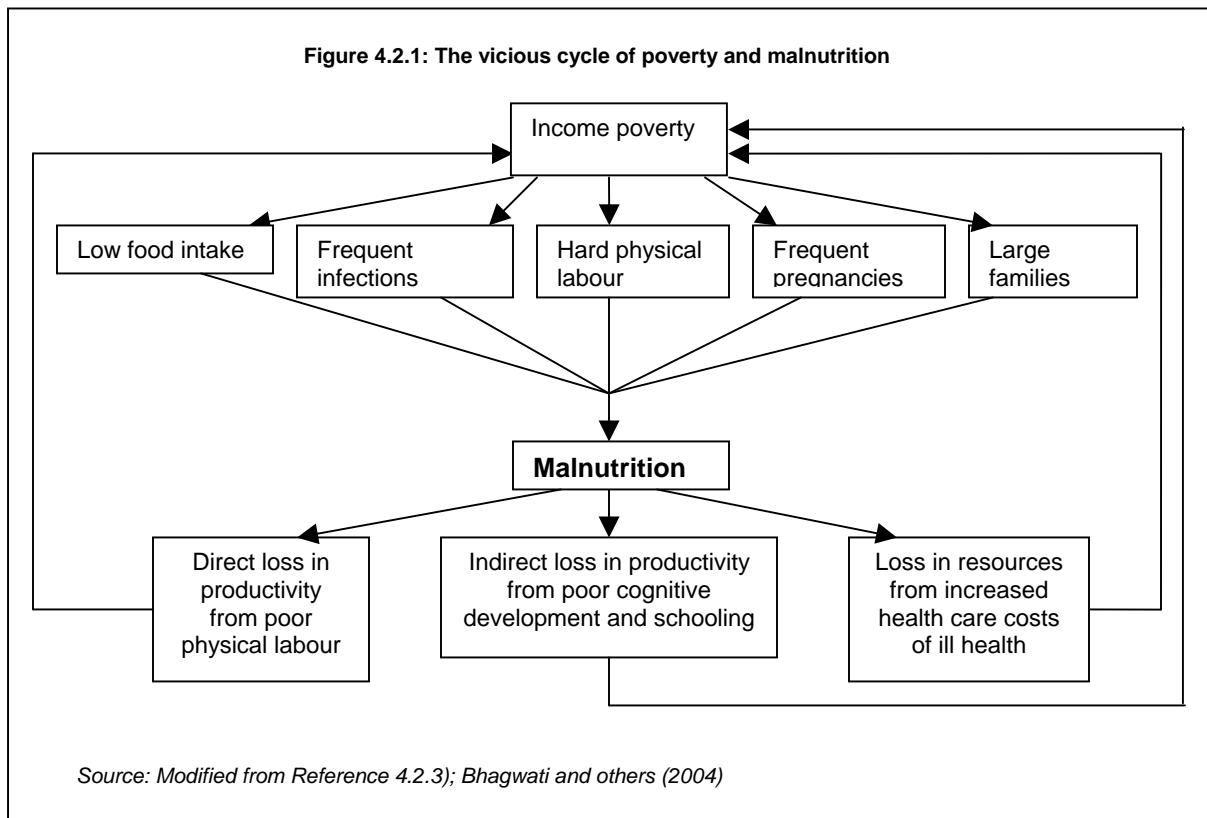 Figure 4.2.1: The vicious cycle of poverty and malnutrition
Income poverty
Low food intake
Frequent
infections
Hard physical
labour
Frequent
pregnancies
Large
families
Malnutrition
Direct loss in
productivity
from poor
physical labour
Indirect loss in productivity
from poor cognitive
development and schooling
Loss in resources
from increased
health care costs
of ill health
Source: Modified from Reference 4.2.3); Bhagwati and others (2004)